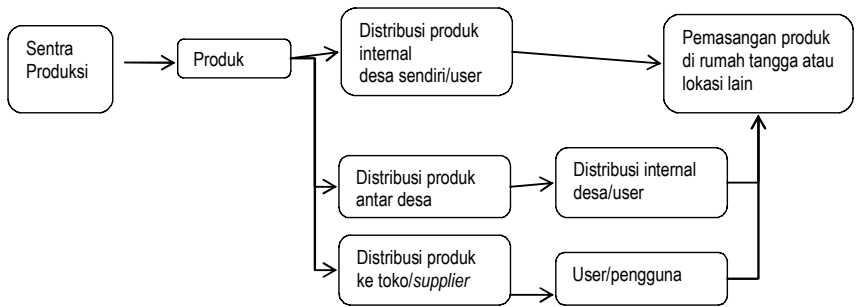 Sentra
Produksi
Produk
Distribusi produk
internal
desa sendiri/user
Pemasangan produk
di rumah tangga atau
lokasi lain
Distribusi produk
antar desa
Distribusi internal
desa/user
Distribusi produk
ke toko/supplier
User/pengguna